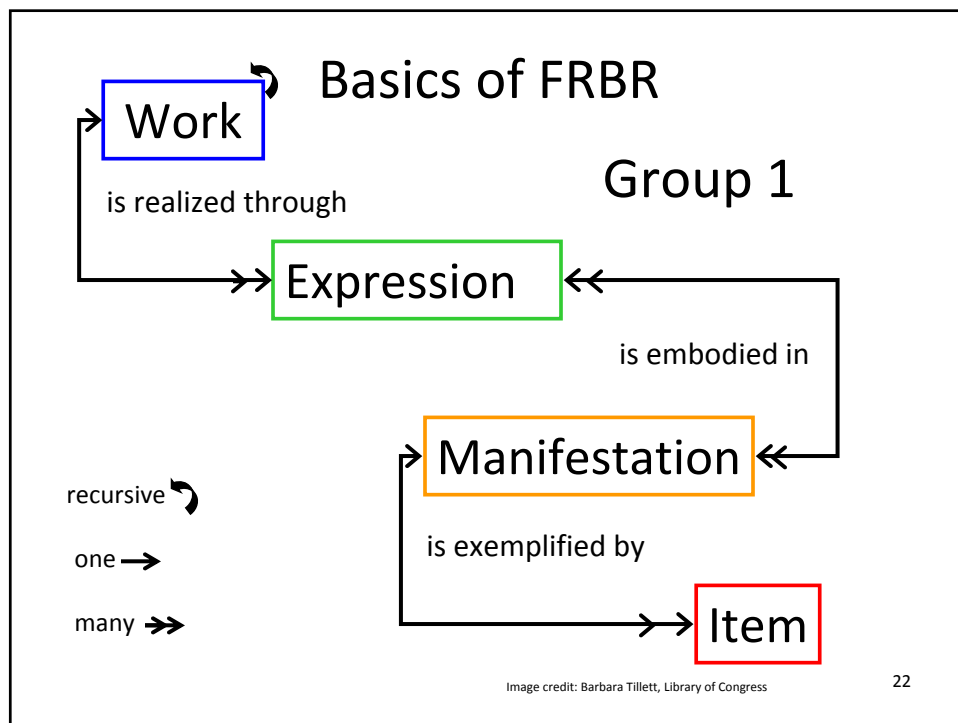 Basics of FRBR
Work
Group 1
is realized through
Expression
is embodied in
Manifestation
recursive
is exemplified by
one
many
Item
Image credit: Barbara Tillett, Library of Congress
22